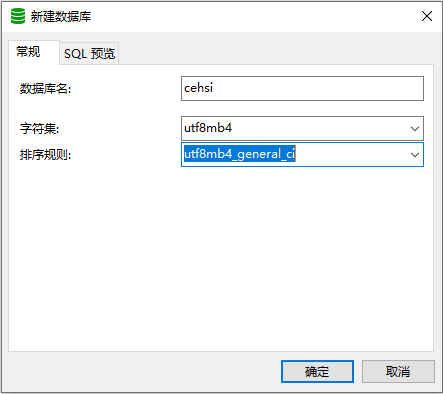 新建数据库
常规
SQL 预览
数据库名:
cehsi
字符集:
utf8mb4
排序规则:
utf8mb4_general_ci
确定
取消